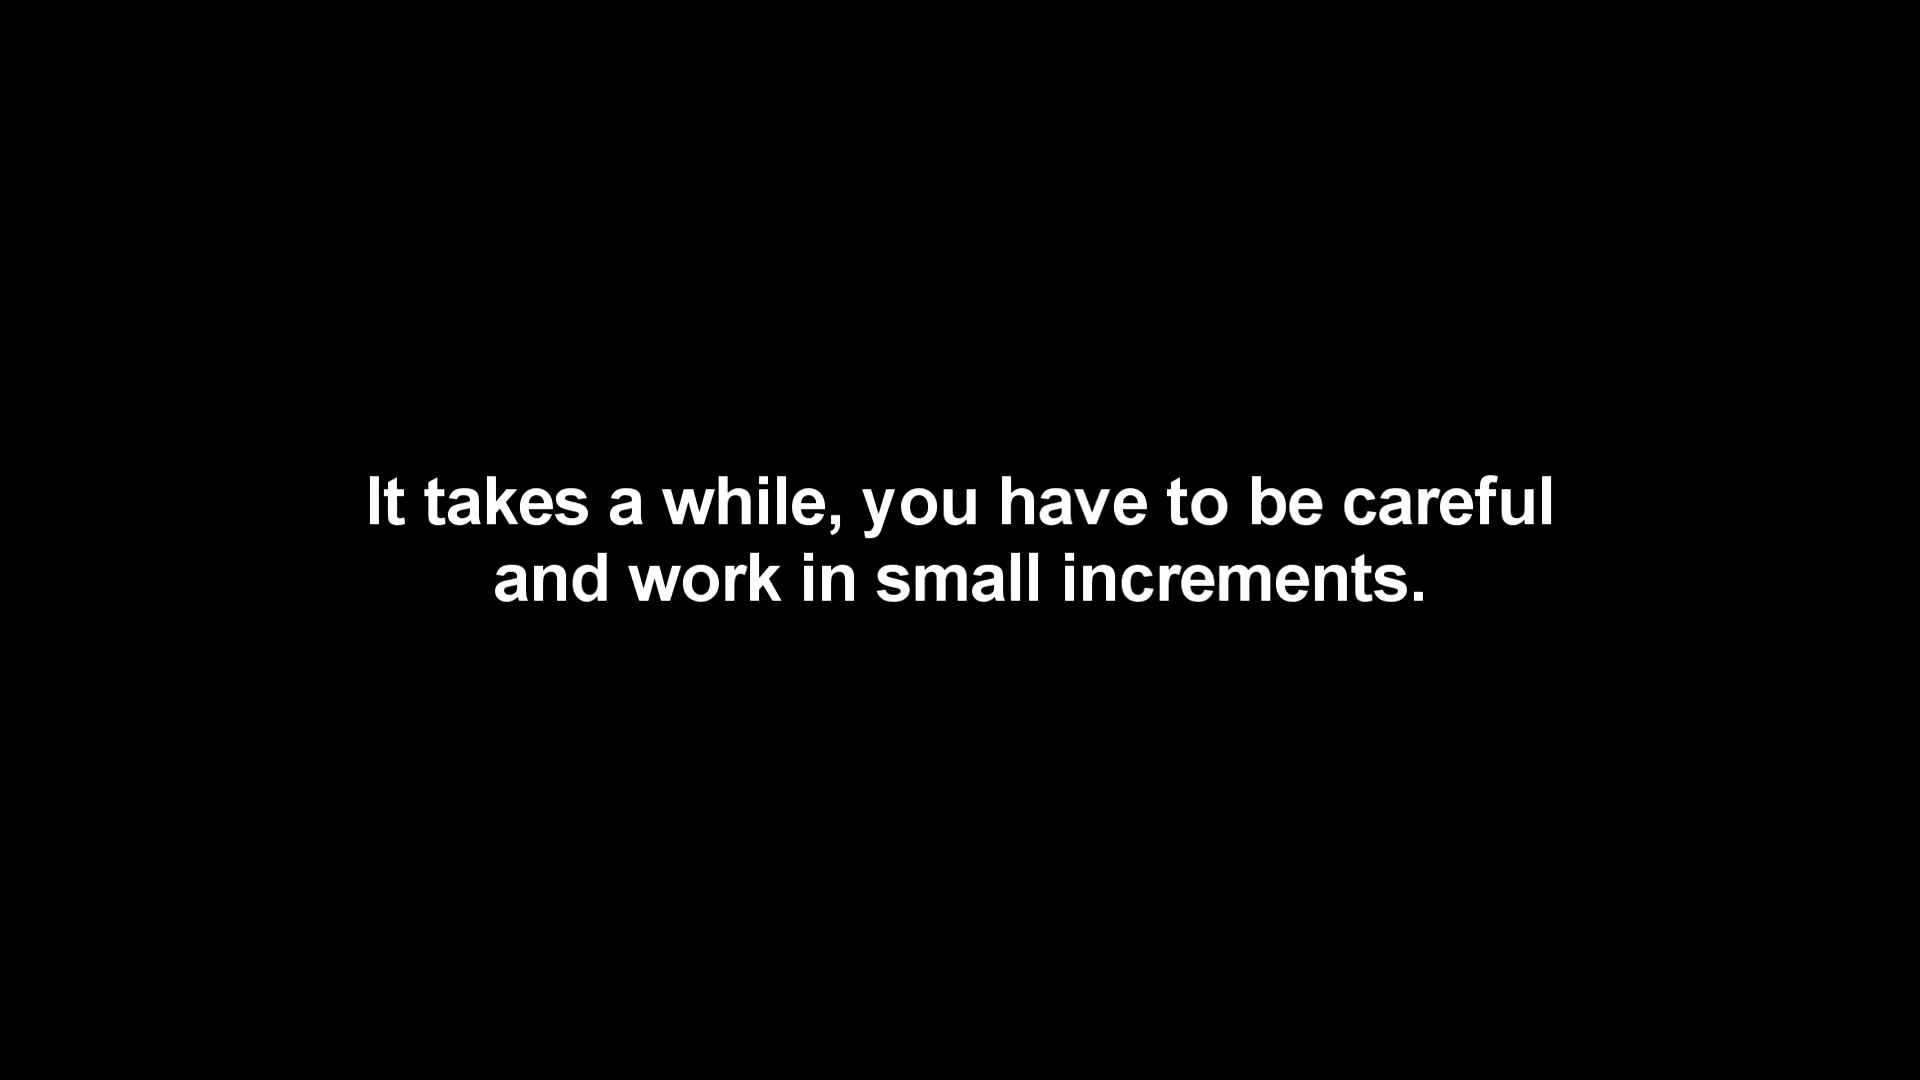 It takes a while, you have to be careful
and work in small increments.